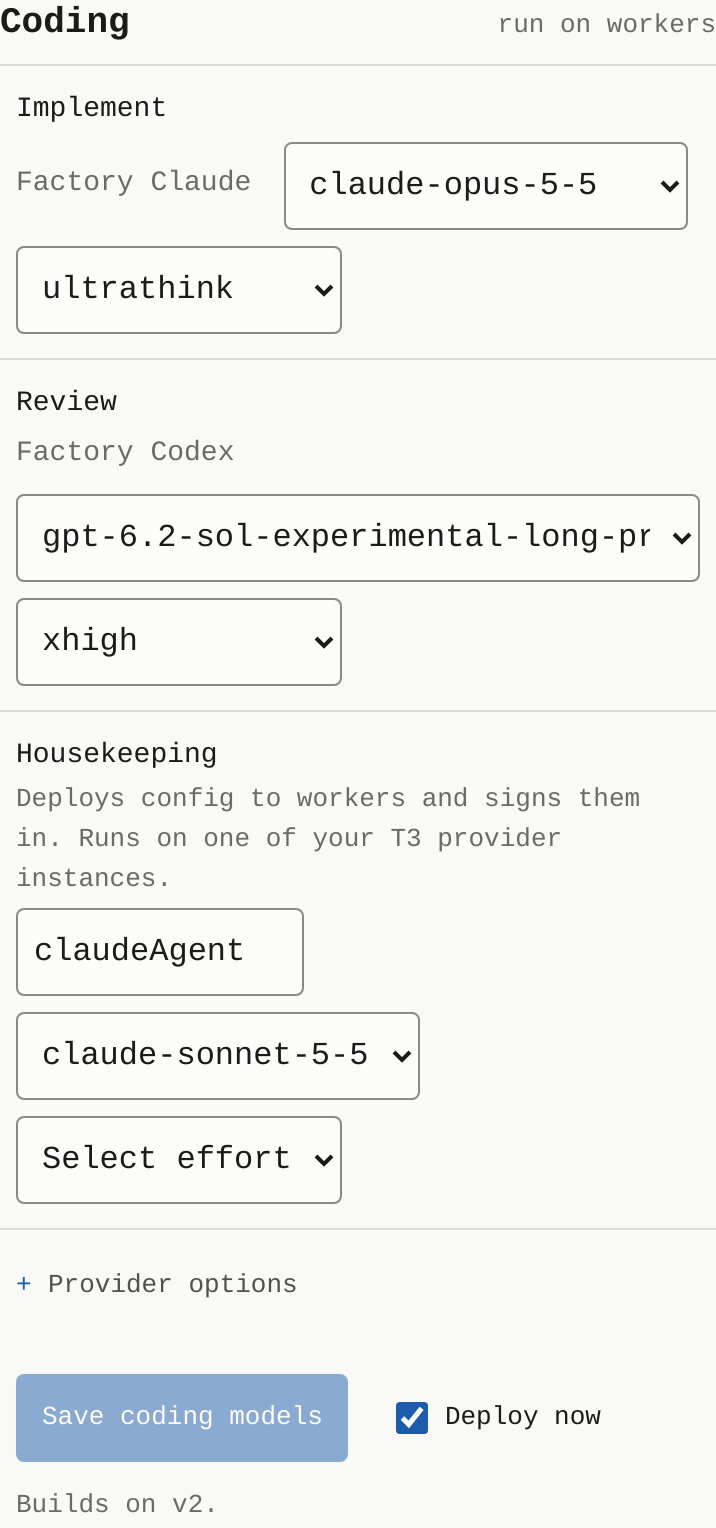 Coding
run on workers
Implement
Factory Claude
claude-opus-5-5
ultrathink
Review
Factory Codex
gpt-6.2-sol-experimental-long-pr
xhigh
Housekeeping
Deploys config to workers and signs them
in. Runs on one of your T3 provider
instances.
claudeAgent
claude-sonnet-5-5
Select effort
+ Provider options
Save coding models
Deploy now
Builds on v2.